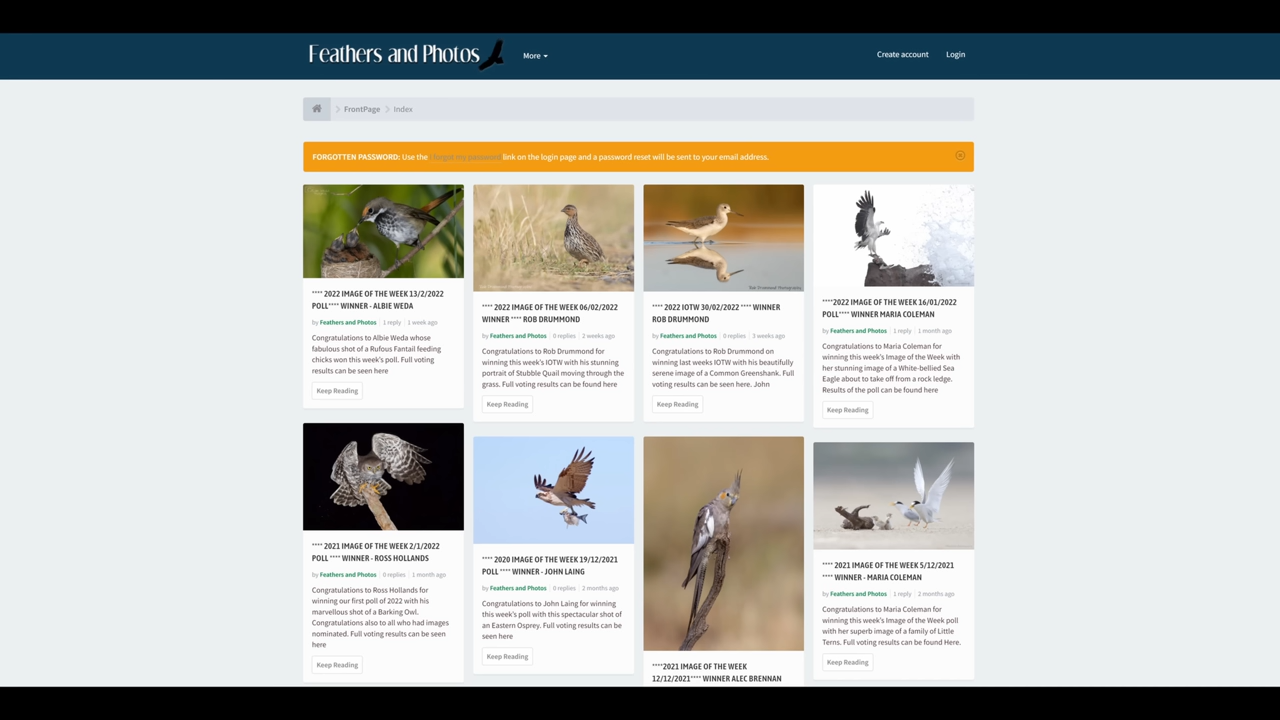 Feathers and Photos
More
Create account
Login
FrontPage
Index
FORGOTTEN PASSWORD: Use the I forgot my password link on the login page and a password reset will be sent to your email address.
**** 2022 IMAGE OF THE WEEK 13/2/2022
POLL**** WINNER - ALBIE WEDA
by Feathers and Photos 1 reply 1 week ago
Congratulations to Albie Weda whose
fabulous shot of a Rufous Fantail feeding
chicks won this week's poll. Full voting
results can be seen here
Keep Reading
**** 2022 IMAGE OF THE WEEK 06/02/2022
WINNER **** ROB DRUMMOND
by Feathers and Photos 0 replies 2 weeks ago
Congratulations to Rob Drummond for
winning this week's IOTW with his stunning
portrait of Stubble Quail moving through the
grass. Full voting results can be found here
Keep Reading
Rob Drummond Photography
**** 2022 IOTW 30/02/2022 **** WINNER
ROB DRUMMOND
by Feathers and Photos 0 replies 3 weeks ago
Congratulations to Rob Drummond on
winning last weeks IOTW with his beautifully
serene image of a Common Greenshank. Full
voting results can be seen here. John
Keep Reading
****2022 IMAGE OF THE WEEK 16/01/2022
POLL**** WINNER MARIA COLEMAN
by Feathers and Photos 1 reply 1 month ago
Congratulations to Maria Coleman for
winning this week's Image of the Week with
her stunning image of a White-bellied Sea
Eagle about to take off from a rock ledge.
Results of the poll can be found here
Keep Reading
**** 2021 IMAGE OF THE WEEK 2/1/2022
POLL **** WINNER - ROSS HOLLANDS
by Feathers and Photos 0 replies 1 month ago
Congratulations to Ross Hollands for
winning our first poll of 2022 with his
marvellous shot of a Barking Owl.
Congratulations also to all who had images
nominated. Full voting results can be seen
here
Keep Reading
**** 2020 IMAGE OF THE WEEK 19/12/2021
POLL **** WINNER - JOHN LAING
by Feathers and Photos 0 replies 2 months ago
Congratulations to John Laing for winning
this week's poll with this spectacular shot of
an Eastern Osprey. Full voting results can be
seen here
Keep Reading
****2021 IMAGE OF THE WEEK
12/12/2021**** WINNER ALEC BRENNAN
**** 2021 IMAGE OF THE WEEK 5/12/2021
**** WINNER - MARIA COLEMAN
by Feathers and Photos 1 reply 2 months ago
Congratulations to Maria Coleman for
winning this week's Image of the Week poll
with her superb image of a family of Little
Terns. Full voting results can be found Here.
Keep Reading